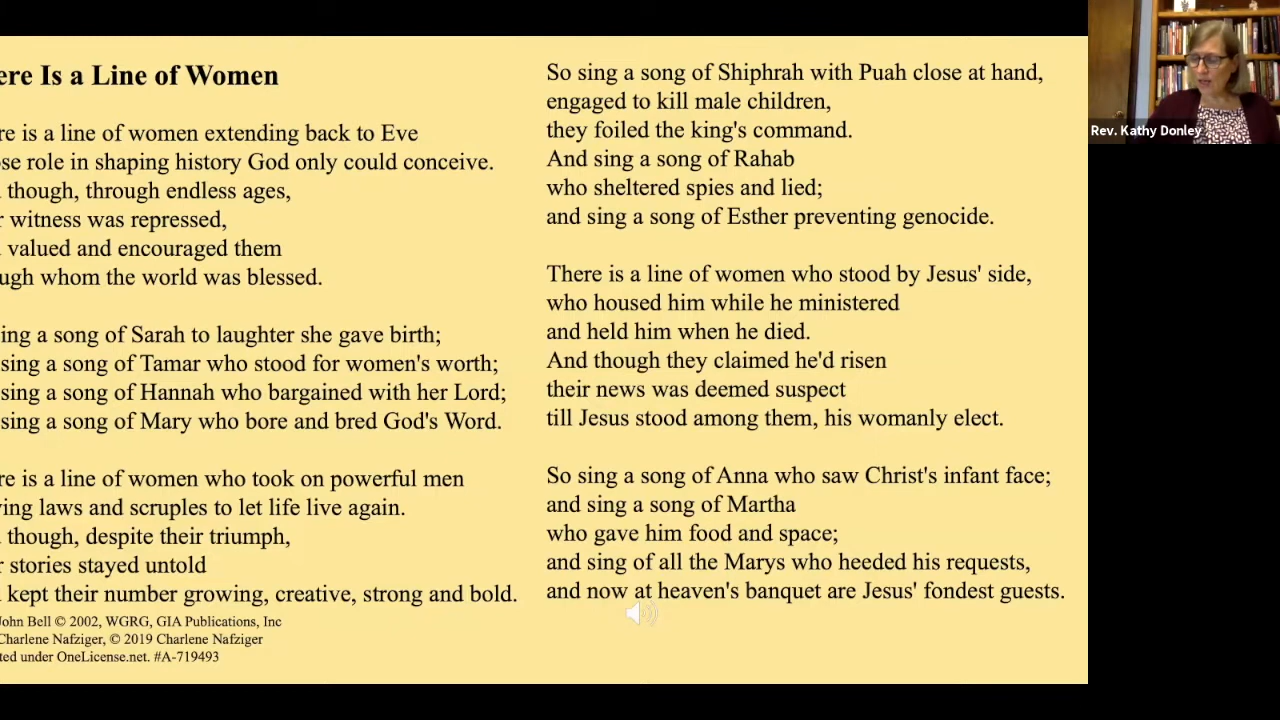 ere Is a Line of Women
re is a line of women extending back to Eve
ose role in shaping history God only could conceive.
though, through endless ages,
r witness was repressed,
valued and encouraged them
ugh whom the world was blessed.
ing a song of Sarah to laughter she gave birth;
sing a song of Tamar who stood for women's worth;
sing a song of Hannah who bargained with her Lord;
sing a song of Mary who bore and bred God's Word.
re is a line of women who took on powerful men
ying laws and scruples to let life live again.
though, despite their triumph,
r stories stayed untold
kept their number growing, creative, strong and bold.
John Bell © 2002, WGRG, GIA Publications, Inc
Charlene Nafziger, © 2019 Charlene Nafziger
ted under OneLicense.net. #A-719493
So sing a song of Shiphrah with Puah close at hand,
engaged to kill male children,
they foiled the king's command.
And sing a song of Rahab
who sheltered spies and lied;
and sing a song of Esther preventing genocide.
There is a line of women who stood by Jesus' side,
who housed him while he ministered
and held him when he died.
And though they claimed he'd risen
their news was deemed suspect
till Jesus stood among them, his womanly elect.
So sing a song of Anna who saw Christ's infant face;
and sing a song of Martha
who gave him food and space;
and sing of all the Marys who heeded his requests,
and now at heaven's banquet are Jesus' fondest guests.
Rev. Kathy Donley